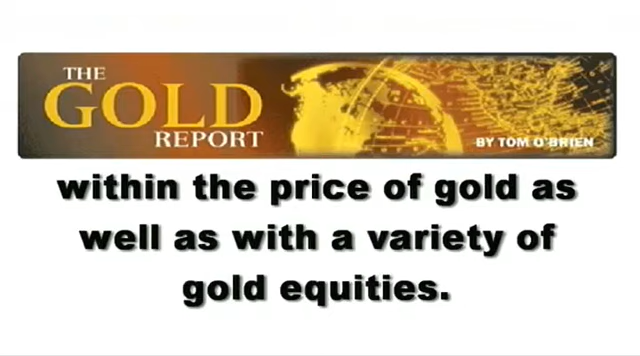 THE
GOLD
REPORT
BY TOM O'BRIEN
within the price of gold as
well as with a variety of
gold equities.